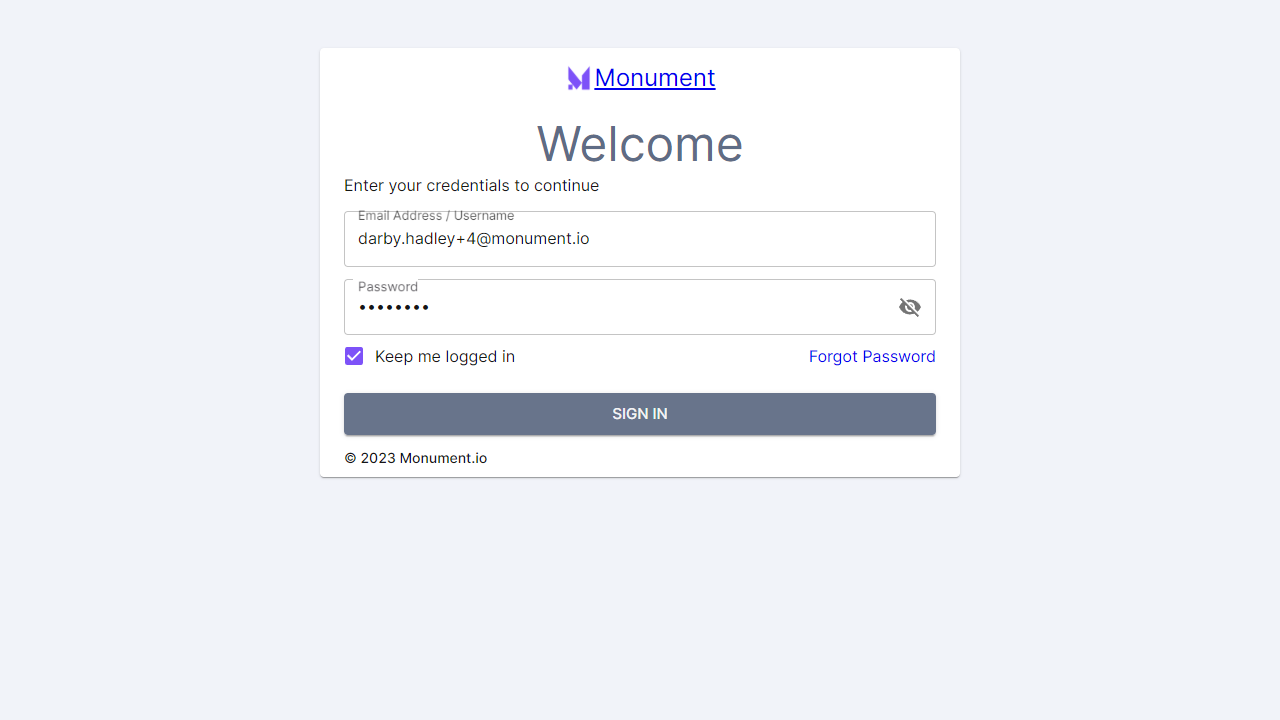 Monument
Welcome
Enter your credentials to continue
Email Address / Username
darby.hadley+4@monument.io
Password
••••••••
Keep me logged in
Forgot Password
SIGN IN
© 2023 Monument.io